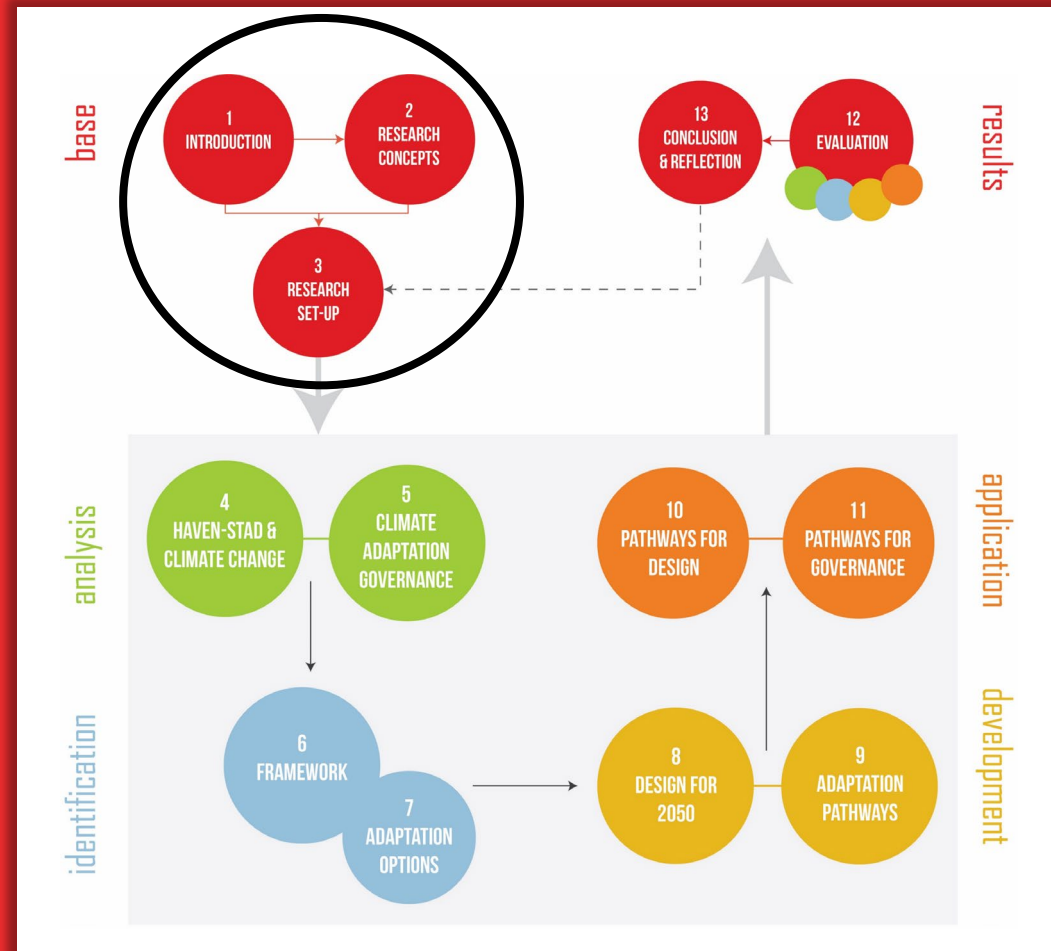 base
1
INTRODUCTION
2
RESEARCH
CONCEPTS
3
RESEARCH
SET-UP
13
CONCLUSION
& REFLECTION
12
EVALUATION
results
analysis
4
HAVEN-STAD &
CLIMATE CHANGE
5
CLIMATE
ADAPTATION
GOVERNANCE
10
PATHWAYS FOR
DESIGN
11
PATHWAYS FOR
GOVERNANCE
application
identification
6
FRAMEWORK
7
ADAPTATION
OPTIONS
8
DESIGN FOR
2050
9
ADAPTATION
PATHWAYS
development